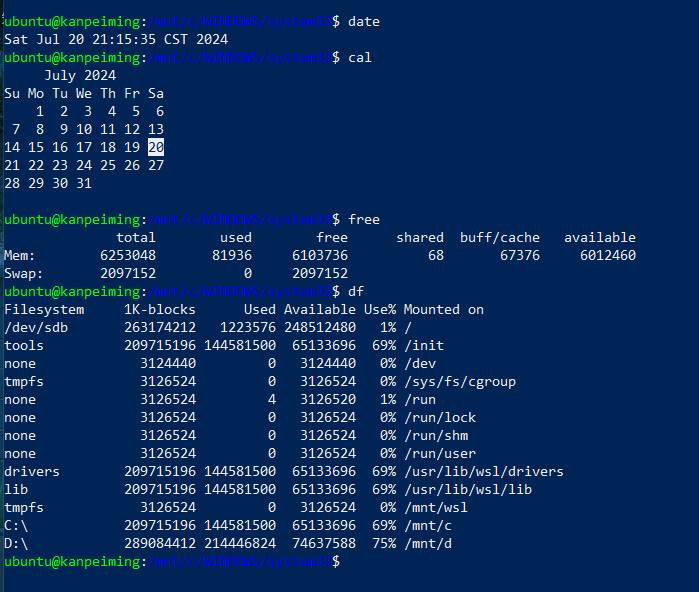 ubuntu@kanpeiming:/mnt/c/WINDOWS/system32$ date
Sat Jul 20 21:15:35 CST 2024
ubuntu@kanpeiming:/mnt/c/WINDOWS/system32$ cal
     July 2024
Su Mo Tu We Th Fr Sa
    1  2  3  4  5  6
 7  8  9 10 11 12 13
14 15 16 17 18 19 20
21 22 23 24 25 26 27
28 29 30 31
ubuntu@kanpeiming:/mnt/c/WINDOWS/system32$ free
              total        used        free      shared  buff/cache   available
Mem:        6253048       81936     6103736          68       67376     6012460
Swap:       2097152           0     2097152
ubuntu@kanpeiming:/mnt/c/WINDOWS/system32$ df
Filesystem     1K-blocks      Used Available Use% Mounted on
/dev/sdb       263174212   1223576 248512480   1% /
tools          209715196 144581500  65133696  69% /init
none             3124440         0   3124440   0% /dev
tmpfs            3126524         0   3126524   0% /sys/fs/cgroup
none             3126524         4   3126520   1% /run
none             3126524         0   3126524   0% /run/lock
none             3126524         0   3126524   0% /run/shm
none             3126524         0   3126524   0% /run/user
drivers        209715196 144581500  65133696  69% /usr/lib/wsl/drivers
lib            209715196 144581500  65133696  69% /usr/lib/wsl/lib
tmpfs            3126524         0   3126524   0% /mnt/wsl
C:\            209715196 144581500  65133696  69% /mnt/c
D:\            289084412 214446824  74637588  75% /mnt/d
ubuntu@kanpeiming:/mnt/c/WINDOWS/system32$